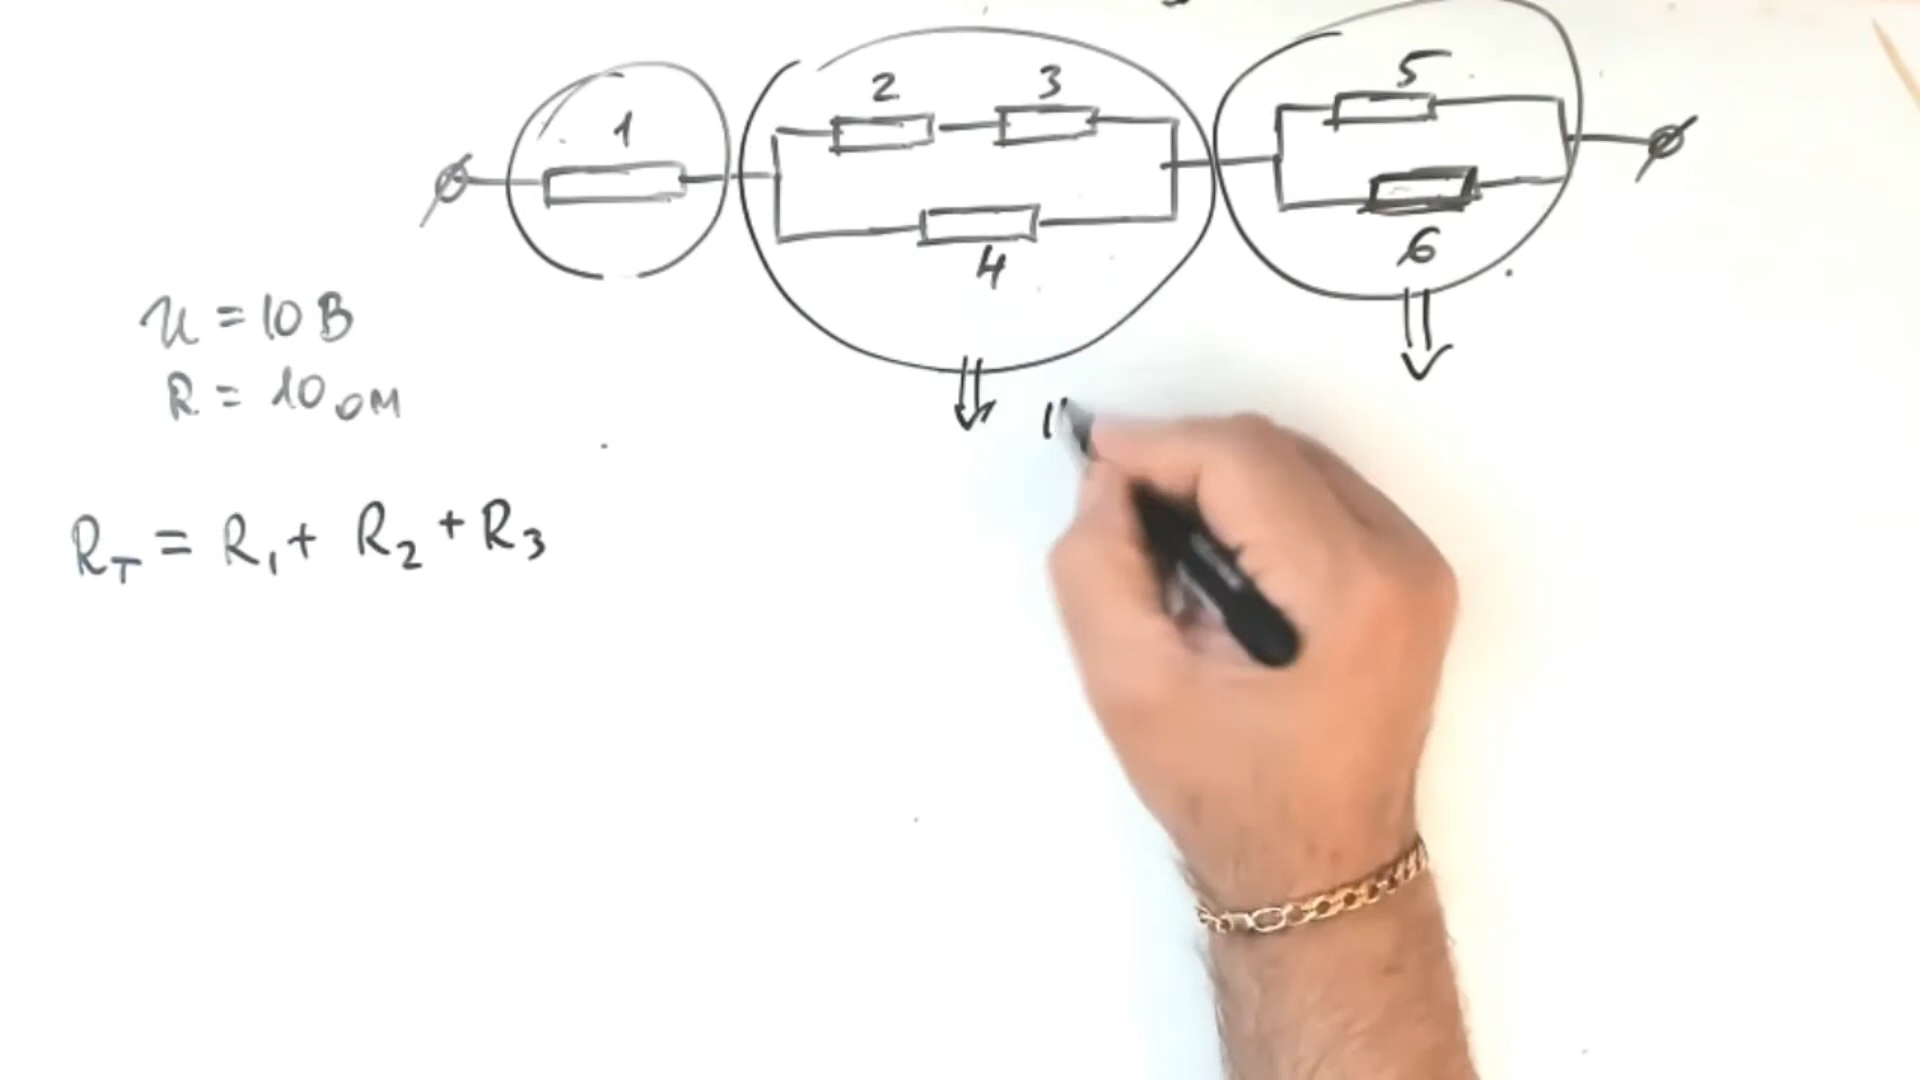 1 2 3 5
4 6
U = 10 В
R = 10 ом
R_T = R_1 + R_2 + R_3